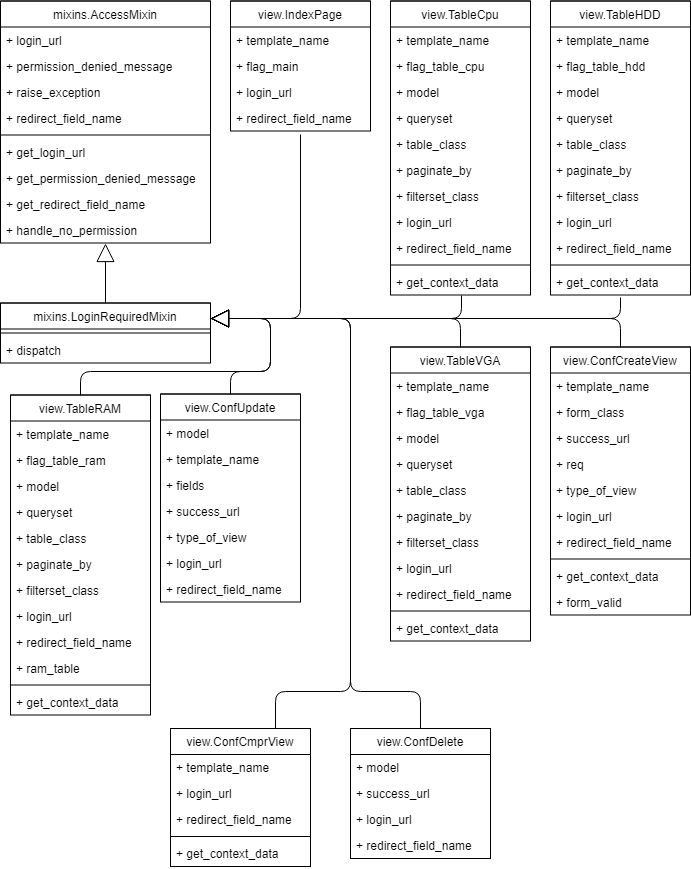 mixins.AccessMixin
+ login_url
+ permission_denied_message
+ raise_exception
+ redirect_field_name
+ get_login_url
+ get_permission_denied_message
+ get_redirect_field_name
+ handle_no_permission
view.IndexPage
+ template_name
+ flag_main
+ login_url
+ redirect_field_name
view.TableCpu
+ template_name
+ flag_table_cpu
+ model
+ queryset
+ table_class
+ paginate_by
+ filterset_class
+ login_url
+ redirect_field_name
+ get_context_data
view.TableHDD
+ template_name
+ flag_table_hdd
+ model
+ queryset
+ table_class
+ paginate_by
+ filterset_class
+ login_url
+ redirect_field_name
+ get_context_data
mixins.LoginRequiredMixin
+ dispatch
view.TableRAM
+ template_name
+ flag_table_ram
+ model
+ queryset
+ table_class
+ paginate_by
+ filterset_class
+ login_url
+ redirect_field_name
+ ram_table
+ get_context_data
view.ConfUpdate
+ model
+ template_name
+ fields
+ success_url
+ type_of_view
+ login_url
+ redirect_field_name
view.TableVGA
+ template_name
+ flag_table_vga
+ model
+ queryset
+ table_class
+ paginate_by
+ filterset_class
+ login_url
+ redirect_field_name
+ get_context_data
view.ConfCreateView
+ template_name
+ form_class
+ success_url
+ req
+ type_of_view
+ login_url
+ redirect_field_name
+ get_context_data
+ form_valid
view.ConfCmprView
+ template_name
+ login_url
+ redirect_field_name
+ get_context_data
view.ConfDelete
+ model
+ success_url
+ login_url
+ redirect_field_name